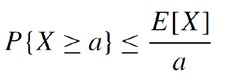 P{X ≥ a} ≤ E[X]/a